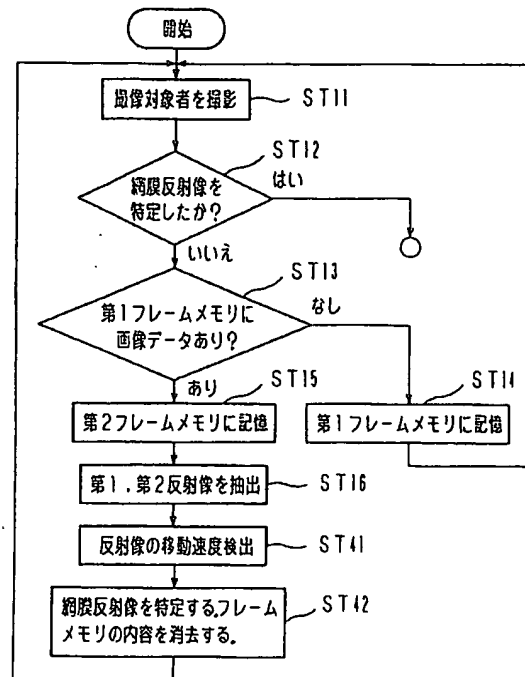 開始
撮像対象者を撮影
ST11
ST12
網膜反射像を
特定したか?
はい
いいえ
ST13
第1フレームメモリに
画像データあり?
なし
あり
ST15
第2フレームメモリに記憶
ST14
第1フレームメモリに記憶
第1,第2反射像を抽出
ST16
反射像の移動速度検出
ST41
網膜反射像を特定する。フレーム
メモリの内容を消去する。
ST42